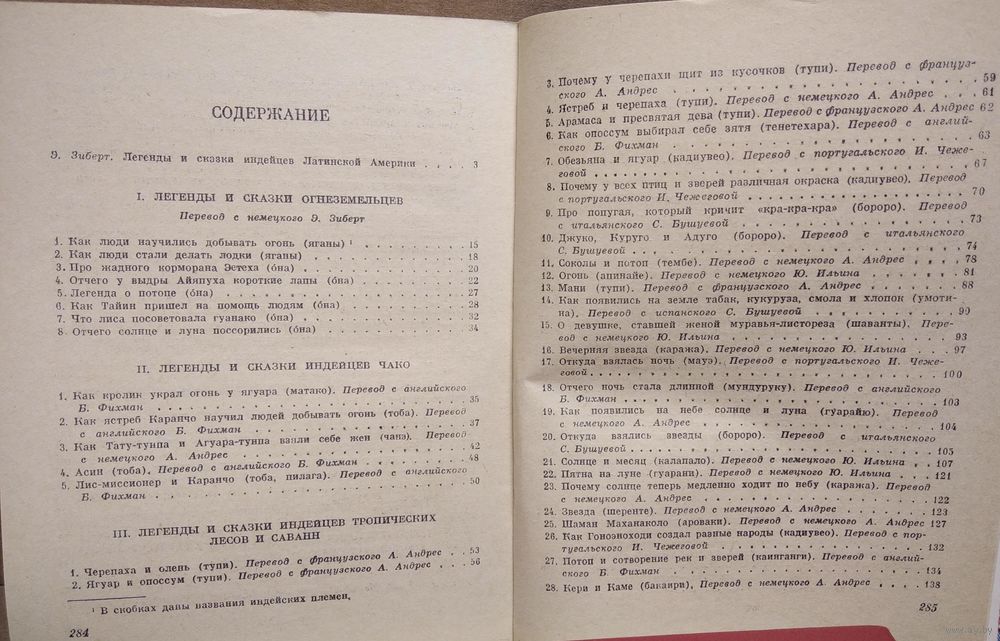 СОДЕРЖАНИЕ
Э. Зиберт. Легенды и сказки индейцев Латинской Америки . . . . 3
I. ЛЕГЕНДЫ И СКАЗКИ ОГНЕЗЕМЕЛЬЦЕВ
Перевод с немецкого Э. Зиберт
1. Как люди научились добывать огонь (яганы) ¹ . . . . . . . . 15
2. Как люди стали делать лодки (яганы) . . . . . . . . 18
3. Про жадного корморана Эстеха (о́на) . . . . . . . . 20
4. Отчего у выдры Айяпуха короткие лапы (о́на) . . . . . . . . 22
5. Легенда о потопе (о́на) . . . . . . . . 27
6. Как Тайин пришел на помощь людям (о́на) . . . . . . . . 28
7. Что лиса посоветовала гуанако (о́на) . . . . . . . . 32
8. Отчего солнце и луна поссорились (о́на) . . . . . . . . 34
II. ЛЕГЕНДЫ И СКАЗКИ ИНДЕЙЦЕВ ЧАКО
1. Как кролик украл огонь у ягуара (матако). Перевод с английского
Б. Фихман . . . . . . . . 35
2. Как ястреб Каранчо научил людей добывать огонь (тоба). Перевод
с английского Б. Фихман . . . . . . . . 37
3. Как Тату-тунпа и Агуара-тунпа взяли себе жен (чанэ). Перевод
с немецкого А. Андрес . . . . . . . . 42
4. Асин (тоба). Перевод с английского Б. Фихман . . . . . . . . 48
5. Лис-миссионер и Каранчо (тоба, пилага). Перевод с английского
Б. Фихман . . . . . . . . 50
III. ЛЕГЕНДЫ И СКАЗКИ ИНДЕЙЦЕВ ТРОПИЧЕСКИХ
ЛЕСОВ И САВАНН
1. Черепаха и олень (тупи). Перевод с французского А. Андрес . . 53
2. Ягуар и опоссум (тупи). Перевод с французского А. Андрес . . . 56
¹ В скобках даны названия индейских племен.
284
3. Почему у черепахи щит из кусочков (тупи). Перевод с француз-
ского А. Андрес . . . . . . . . 59
4. Ястреб и черепаха (тупи). Перевод с немецкого А. Андрес . . . 61
5. Арамаса и пресвятая дева (тупи). Перевод с французского А. Андрес 62
6. Как опоссум выбирал себе зятя (тенетехара). Перевод с англий-
ского Б. Фихман . . . . . . . . 63
7. Обезьяна и ягуар (кадиувео). Перевод с португальского И. Чеже-
говой . . . . . . . . 67
8. Почему у всех птиц и зверей различная окраска (кадиувео). Перевод
с португальского И. Чежеговой . . . . . . . . 70
9. Про попугая, который кричит «кра-кра-кра» (бороро). Перевод
с итальянского С. Бушуевой . . . . . . . . 73
10. Джуко, Куруго и Адуго (бороро). Перевод с итальянского
С. Бушуевой . . . . . . . . 74
11. Соколы и потоп (тембе). Перевод с немецкого А. Андрес . . . . 78
12. Огонь (апинайе). Перевод с немецкого Ю. Ильина . . . . . 81
13. Мани (тупи). Перевод с французского А. Андрес . . . . . . 88
14. Как появились на земле табак, кукуруза, смола и хлопок (умоти-
на). Перевод с испанского С. Бушуевой . . . . . . . . 90
15. О девушке, ставшей женой муравья-листореза (шаванты). Пере-
вод с немецкого Ю. Ильина . . . . . . . . 93
16. Вечерняя звезда (каража). Перевод с немецкого Ю. Ильина . . . . 97
17. Откуда взялась ночь (мауэ). Перевод с португальского И. Чеже-
говой . . . . . . . . 100
18. Отчего ночь стала длинной (мундуруку). Перевод с английского
Б. Фихман . . . . . . . . 103
19. Как появились на небе солнце и луна (гуарайю). Перевод
с немецкого А. Андрес . . . . . . . . 104
20. Откуда взялись звезды (бороро). Перевод с итальянского
С. Бушуевой . . . . . . . . 105
21. Солнце и месяц (калапало). Перевод с немецкого Ю. Ильина . . 107
22. Пятна на луне (гуарани). Перевод с немецкого Ю. Ильина . . . 121
23. Почему солнце теперь медленно ходит по небу (каража). Перевод
с немецкого А. Андрес . . . . . . . . 122
24. Звезда (шеренте). Перевод с немецкого А. Андрес . . . . . 123
25. Шаман Маханаколо (ароваки). Перевод с немецкого А. Андрес 127
26. Как Гоноэноходи создал разные народы (кадиувео). Перевод с пор-
тугальского И. Чежеговой . . . . . . . . 132
27. Потоп и сотворение рек и зверей (каинганги). Перевод с англий-
ского Б. Фихман . . . . . . . . 134
28. Кери и Каме (бакаири). Перевод с немецкого А. Андрес . . . . 138
285
www.ay.by